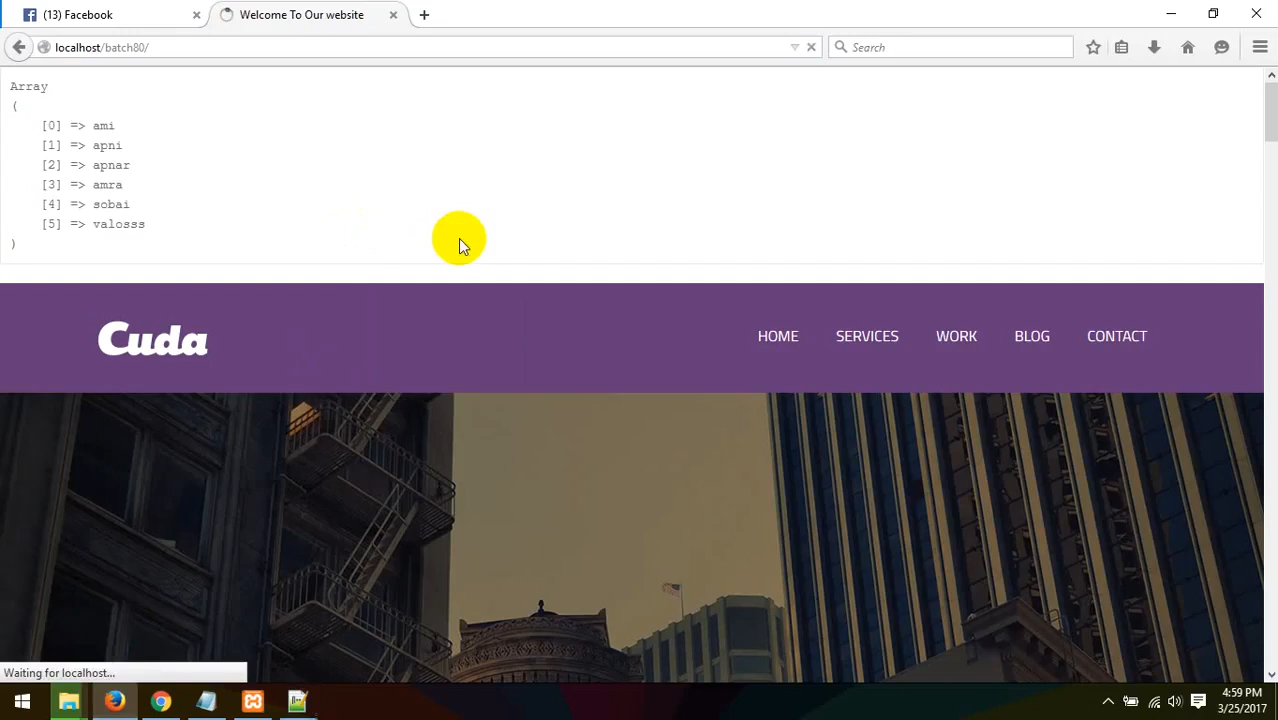 (13) Facebook
Welcome To Our website
localhost/batch80/
Search
Array
(
[0] => ami
[1] => apni
[2] => apnar
[3] => amra
[4] => sobai
[5] => valosss
)
Cuda
HOME SERVICES WORK BLOG CONTACT
Waiting for localhost...
4:59 PM
3/25/2017